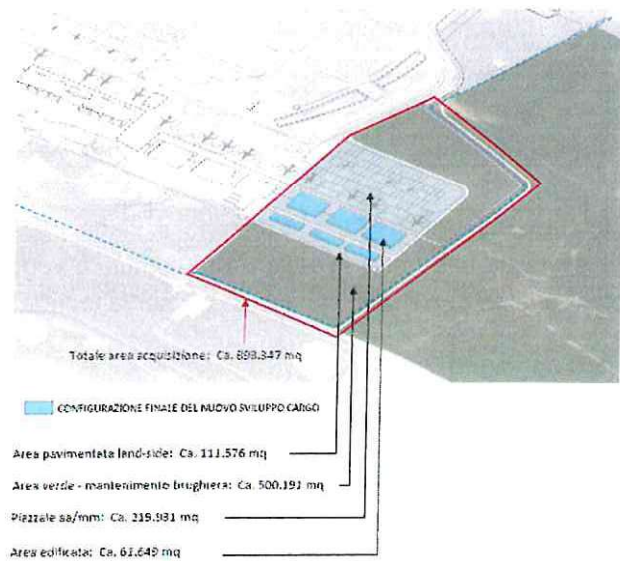 Totale area acquisizione: Ca. 893.347 mq
CONFIGURAZIONE FINALE DEL NUOVO SVILUPPO CARGO
Area pavimentata land-side: Ca. 111.576 mq
Area verde - mantenimento brughiera: Ca. 500.191 mq
Piazzale aa/mm: Ca. 219.931 mq
Area edificata: Ca. 61.649 mq